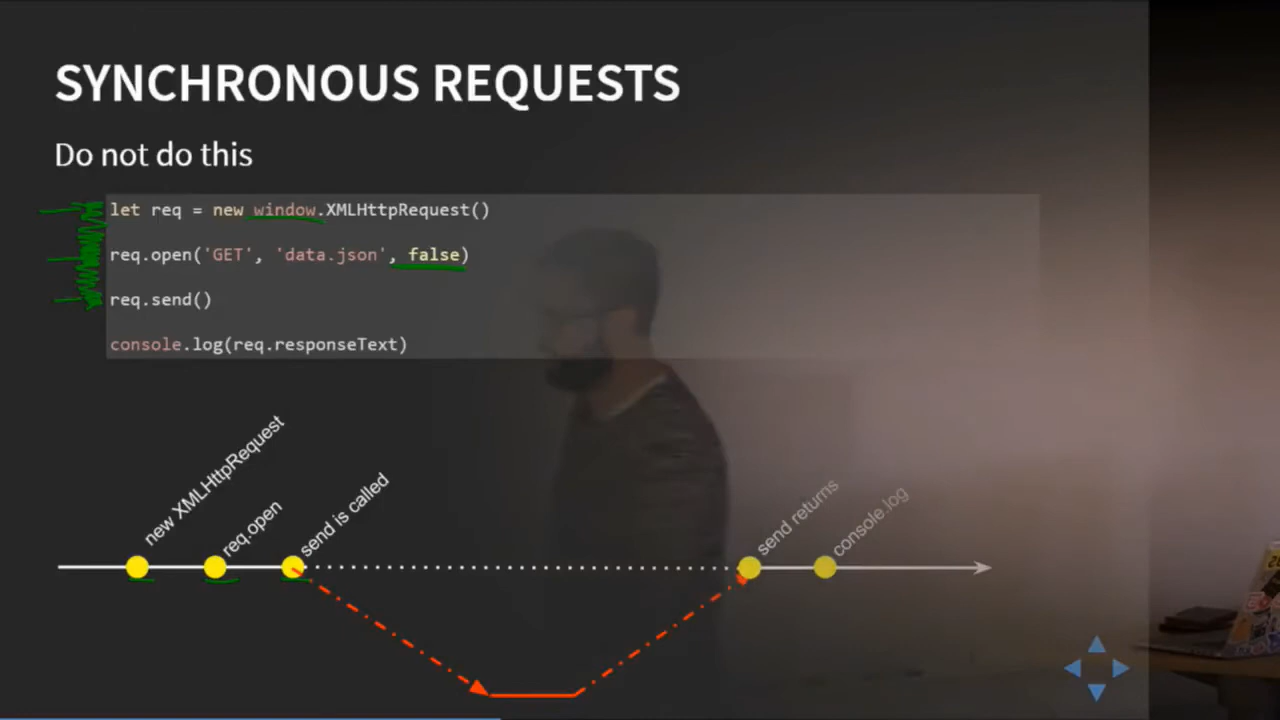 SYNCHRONOUS REQUESTS
Do not do this
let req = new window.XMLHttpRequest()
req.open('GET', 'data.json', false)
req.send()
console.log(req.responseText)
new XMLHttpRequest
req.open
send is called
send returns
console.log